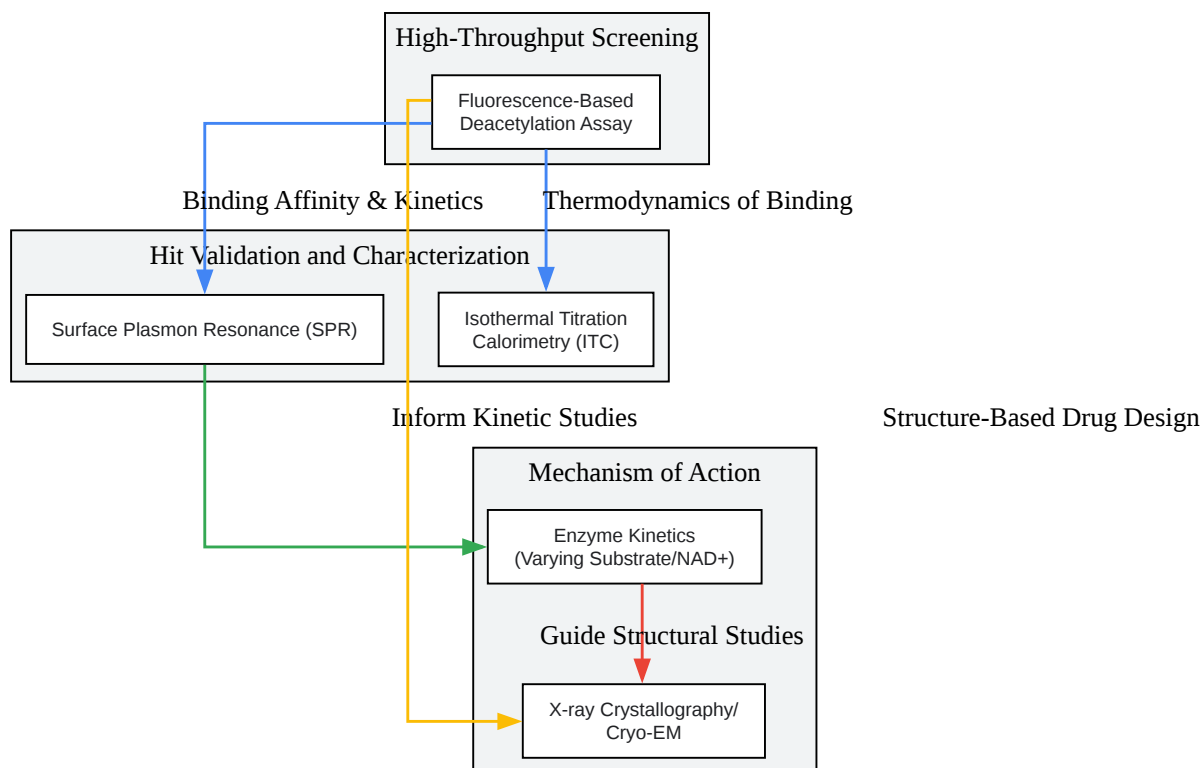 High-Throughput Screening
Fluorescence-Based
Deacetylation Assay
Binding Affinity & Kinetics
Thermodynamics of Binding
Hit Validation and Characterization
Surface Plasmon Resonance (SPR)
Isothermal Titration
Calorimetry (ITC)
Inform Kinetic Studies
Structure-Based Drug Design
Mechanism of Action
Enzyme Kinetics
(Varying Substrate/NAD+)
Guide Structural Studies
X-ray Crystallography/
Cryo-EM